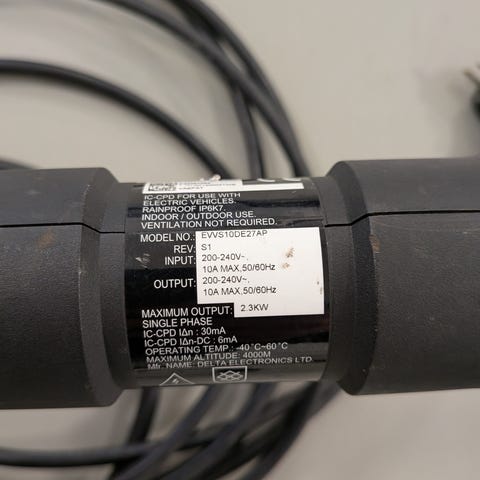 IC-CPD FOR USE WITH
ELECTRIC VEHICLES.
RAINPROOF IP6K7.
INDOOR / OUTDOOR USE.
VENTILATION NOT REQUIRED.
MODEL NO.: EVVS10DE27AP
REV: S1
INPUT: 200-240V~,
10A MAX,50/60Hz
OUTPUT: 200-240V~,
10A MAX,50/60Hz
MAXIMUM OUTPUT: 2.3KW
SINGLE PHASE
IC-CPD I∆n : 30mA
IC-CPD I∆n-DC : 6mA
OPERATING TEMP : -40˚C~60˚C
MAXIMUM ALTITUDE: 4000M
Mfr. NAME: DELTA ELECTRONICS LTD